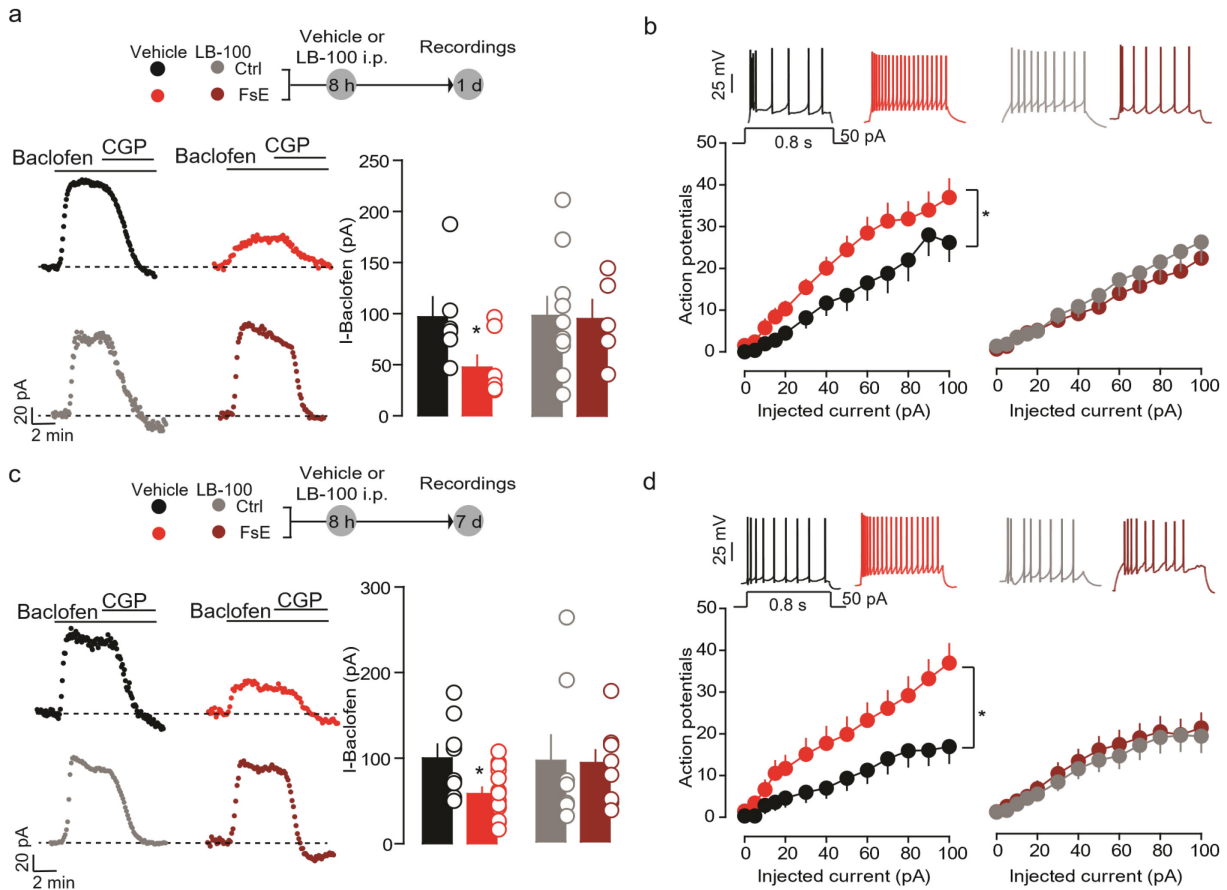 a
Vehicle LB-100
Ctrl
FsE
Vehicle or
LB-100 i.p.
Recordings
8 h
1 d
Baclofen
CGP
Baclofen
CGP
20 pA
2 min
I-Baclofen (pA)
250
200
150
100
50
0
*
b
25 mV
0.8 s
50 pA
Action potentials
50
40
30
20
10
0
*
0 20 40 60 80 100
Injected current (pA)
0 20 40 60 80 100
Injected current (pA)
c
Vehicle LB-100
Ctrl
FsE
Vehicle or
LB-100 i.p.
Recordings
8 h
7 d
Baclofen
CGP
Baclofen
CGP
20 pA
2 min
I-Baclofen (pA)
300
200
100
0
*
d
25 mV
0.8 s
50 pA
Action potentials
50
40
30
20
10
0
*
0 20 40 60 80 100
Injected current (pA)
0 20 40 60 80 100
Injected current (pA)